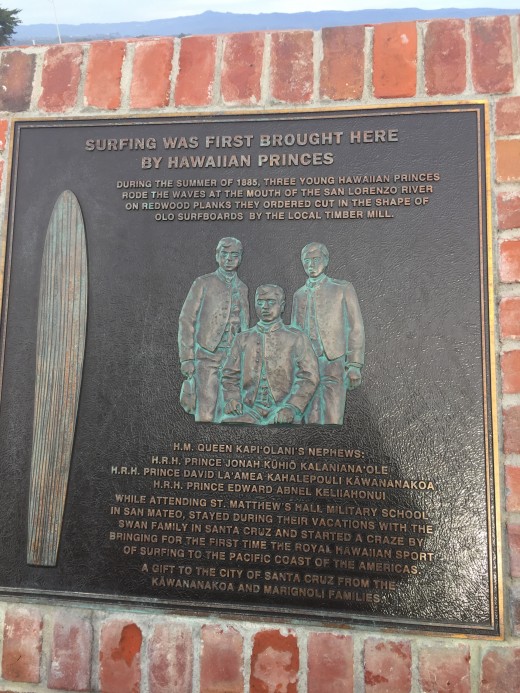 SURFING WAS FIRST BROUGHT HERE
BY HAWAIIAN PRINCES
DURING THE SUMMER OF 1885, THREE YOUNG HAWAIIAN PRINCES
RODE THE WAVES AT THE MOUTH OF THE SAN LORENZO RIVER
ON REDWOOD PLANKS THEY ORDERED CUT IN THE SHAPE OF
OLO SURFBOARDS BY THE LOCAL TIMBER MILL.
H.M. QUEEN KAPI'OLANI'S NEPHEWS:
H.R.H. PRINCE JONAH KŪHIŌ KALANIANA'OLE
H.R.H. PRINCE DAVID LA'AMEA KAHALEPOULI KĀWANANAKOA
H.R.H. PRINCE EDWARD ABNEL KELIIAHONUI
WHILE ATTENDING ST. MATTHEW'S HALL MILITARY SCHOOL
IN SAN MATEO, STAYED DURING THEIR VACATIONS WITH THE
SWAN FAMILY IN SANTA CRUZ AND STARTED A CRAZE BY
BRINGING FOR THE FIRST TIME THE ROYAL HAWAIIAN SPORT
OF SURFING TO THE PACIFIC COAST OF THE AMERICAS.
A GIFT TO THE CITY OF SANTA CRUZ FROM THE
KĀWANANAKOA AND MARIGNOLI FAMILIES